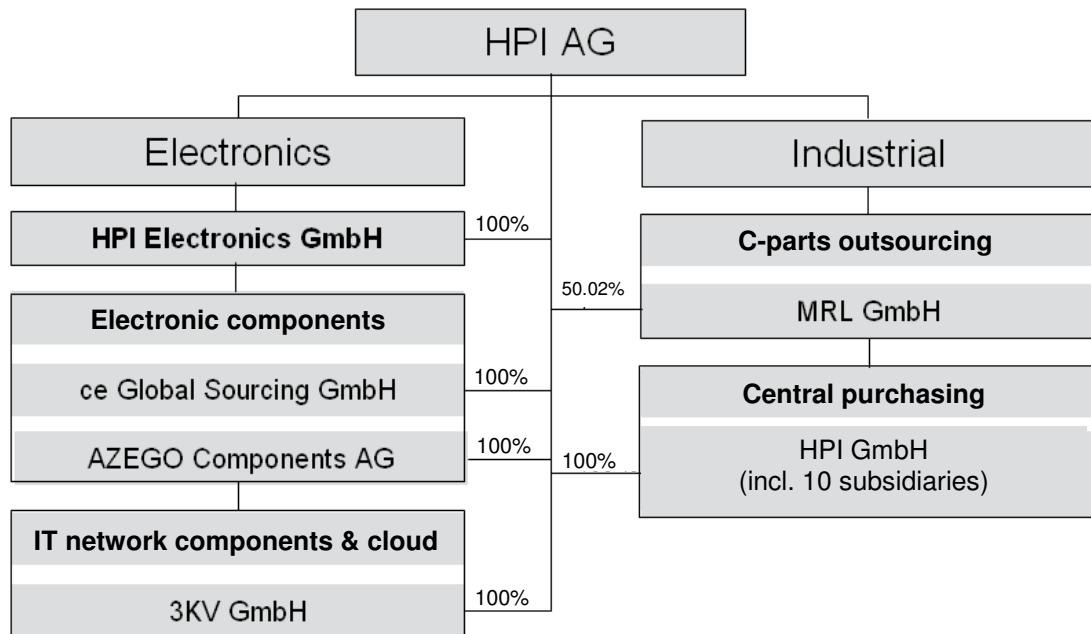 HPI AG
Electronics
Industrial
HPI Electronics GmbH
100%
C-parts outsourcing
50.02%
MRL GmbH
Electronic components
ce Global Sourcing GmbH
100%
Central purchasing
AZEGO Components AG
100%
100%
HPI GmbH
(incl. 10 subsidiaries)
IT network components & cloud
3KV GmbH
100%